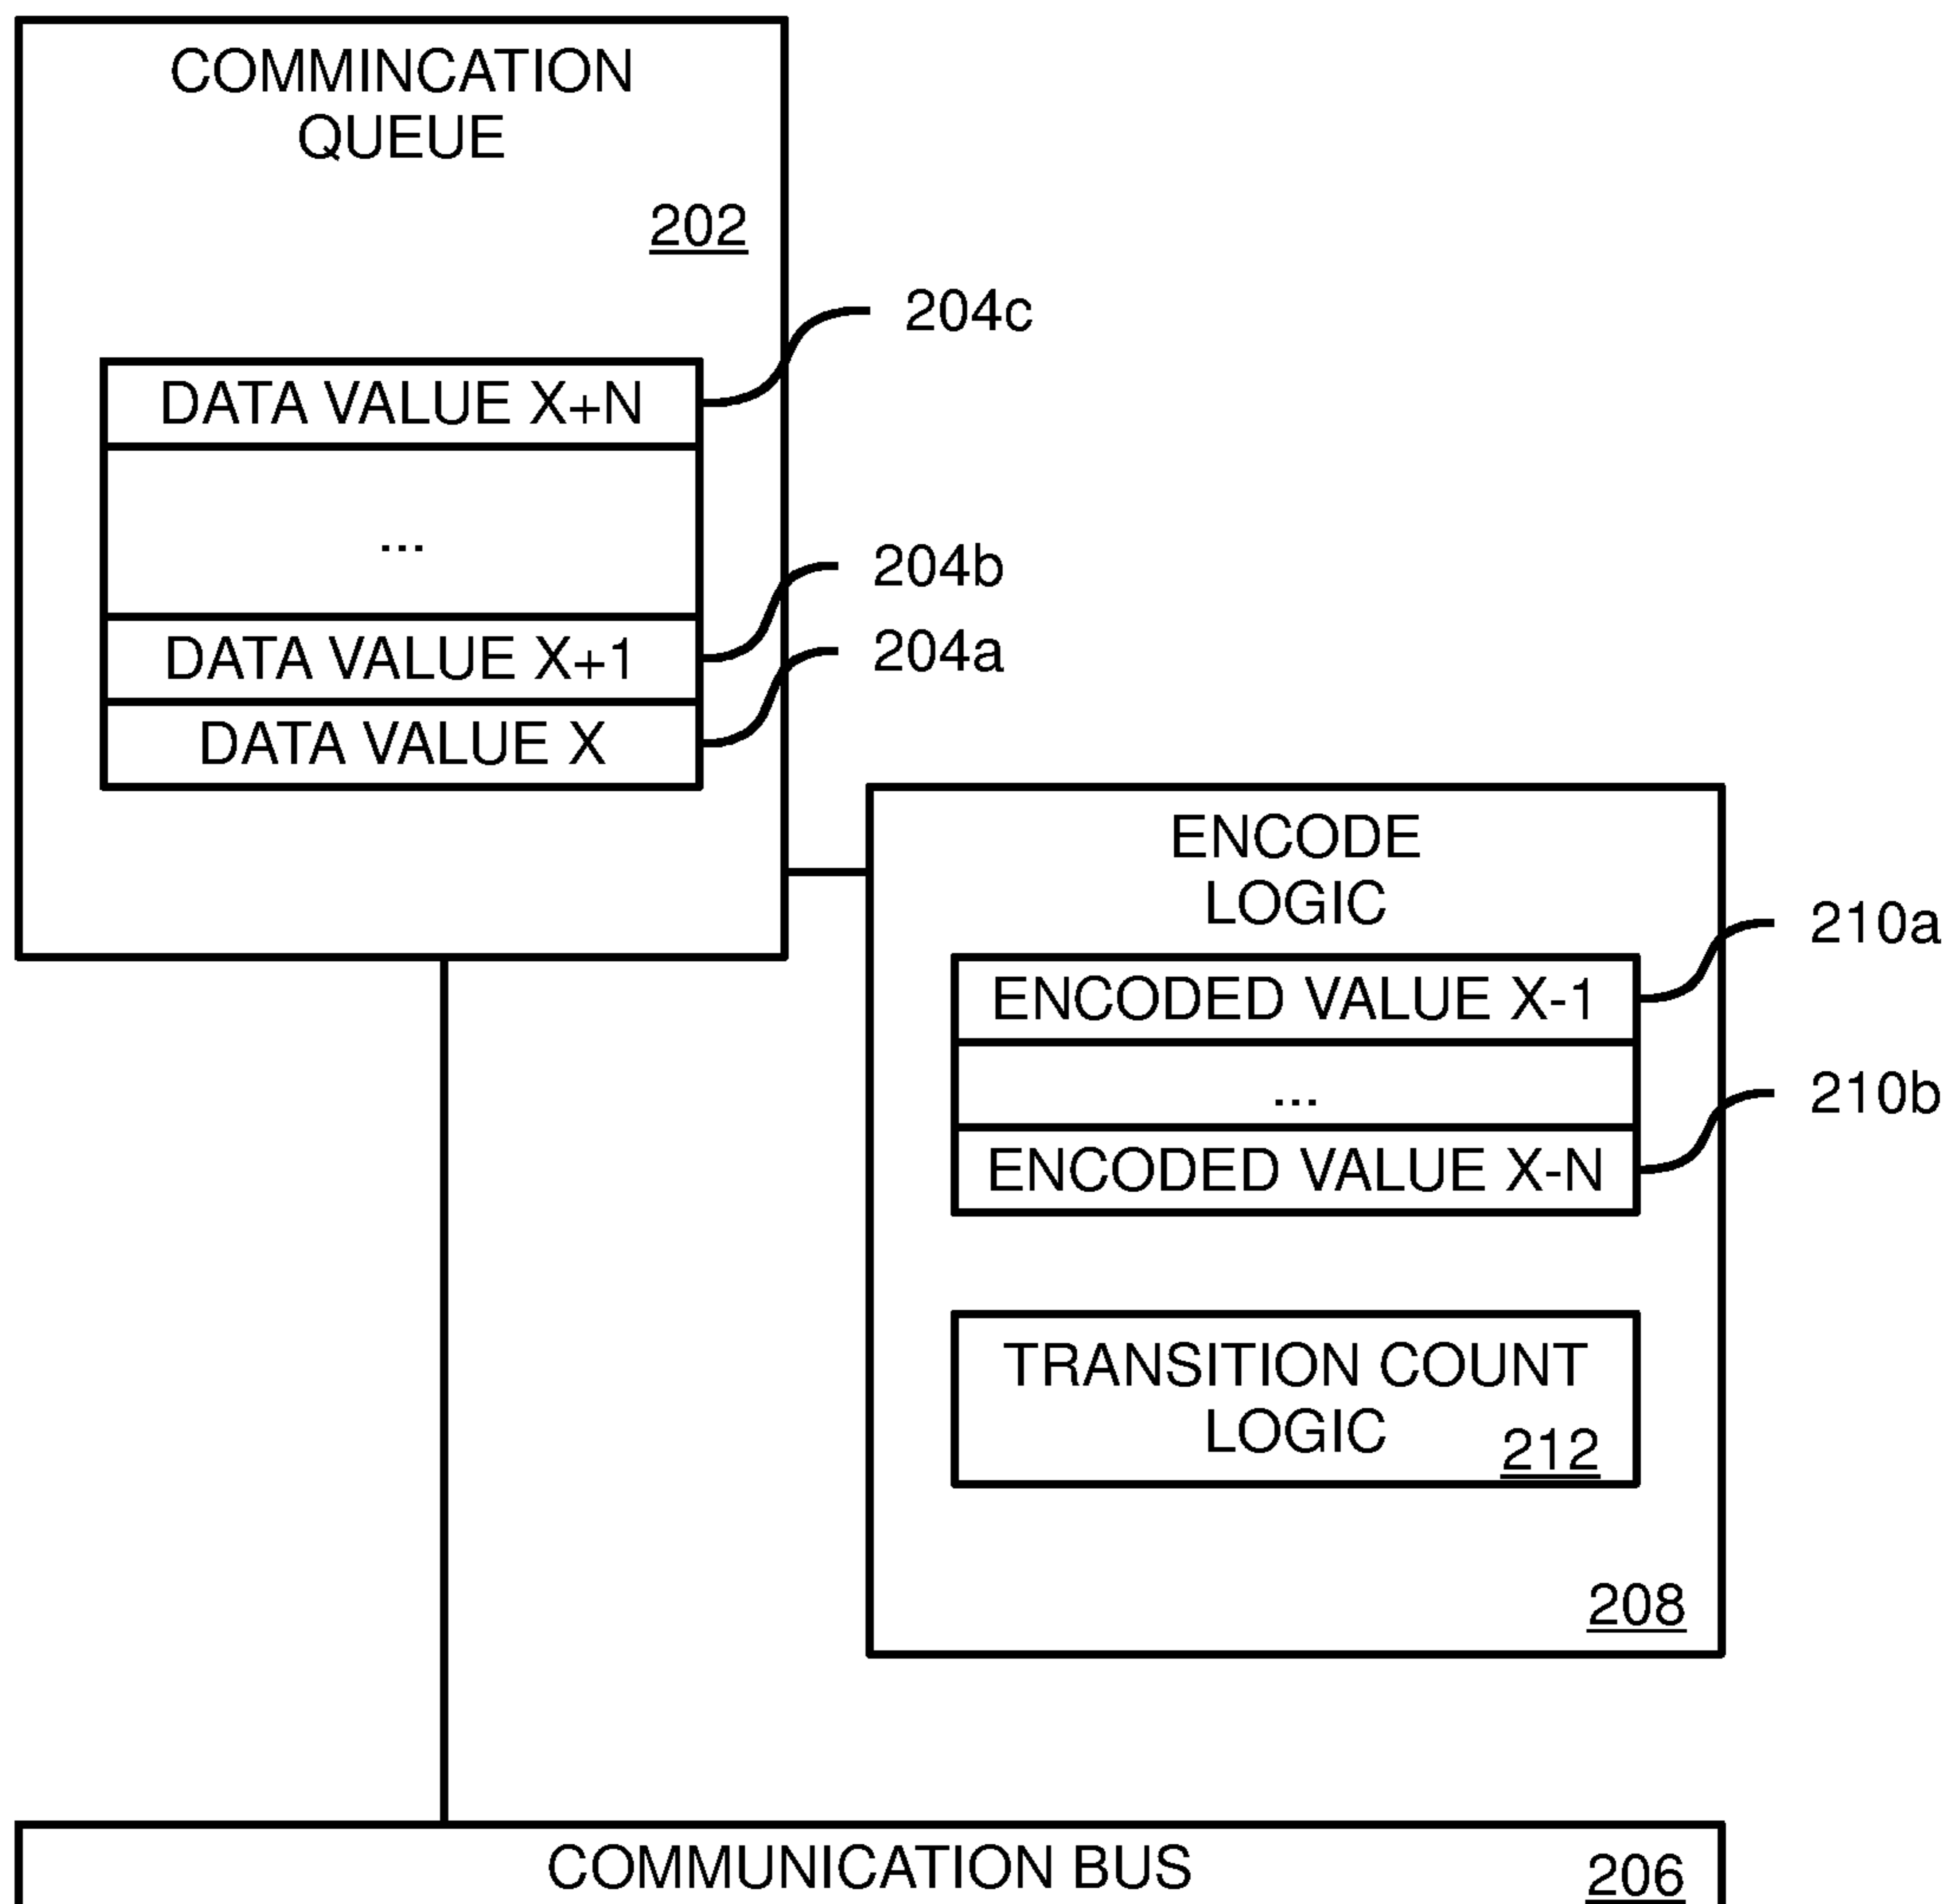 COMMINCATION
QUEUE
202
204c
DATA VALUE X+N
...
204b
DATA VALUE X+1
204a
DATA VALUE X
ENCODE
LOGIC
210a
ENCODED VALUE X-1
...
210b
ENCODED VALUE X-N
TRANSITION COUNT
LOGIC 212
208
COMMUNICATION BUS 206